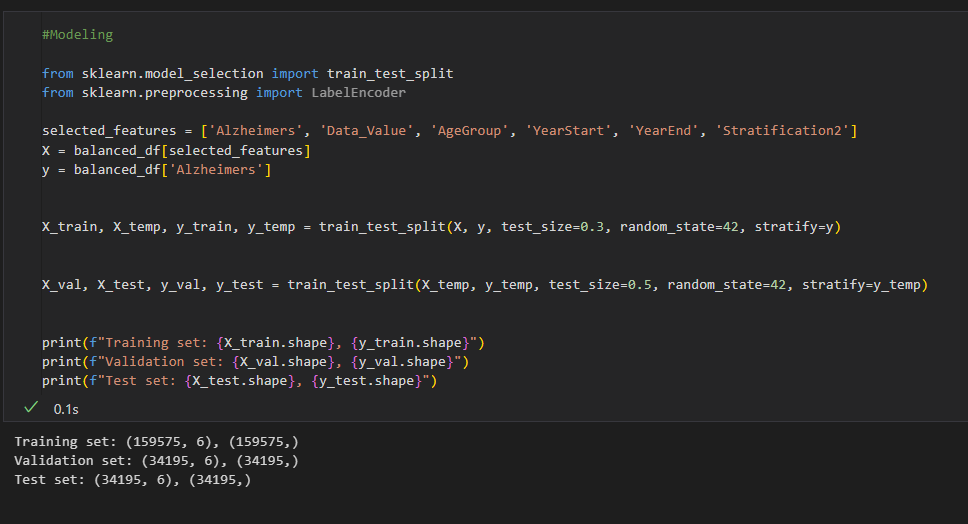 #Modeling
from sklearn.model_selection import train_test_split
from sklearn.preprocessing import LabelEncoder
selected_features = ['Alzheimers', 'Data_Value', 'AgeGroup', 'YearStart', 'YearEnd', 'Stratification2']
X = balanced_df[selected_features]
y = balanced_df['Alzheimers']
X_train, X_temp, y_train, y_temp = train_test_split(X, y, test_size=0.3, random_state=42, stratify=y)
X_val, X_test, y_val, y_test = train_test_split(X_temp, y_temp, test_size=0.5, random_state=42, stratify=y_temp)
print(f"Training set: {X_train.shape}, {y_train.shape}")
print(f"Validation set: {X_val.shape}, {y_val.shape}")
print(f"Test set: {X_test.shape}, {y_test.shape}")
0.1s
Training set: (159575, 6), (159575,)
Validation set: (34195, 6), (34195,)
Test set: (34195, 6), (34195,)